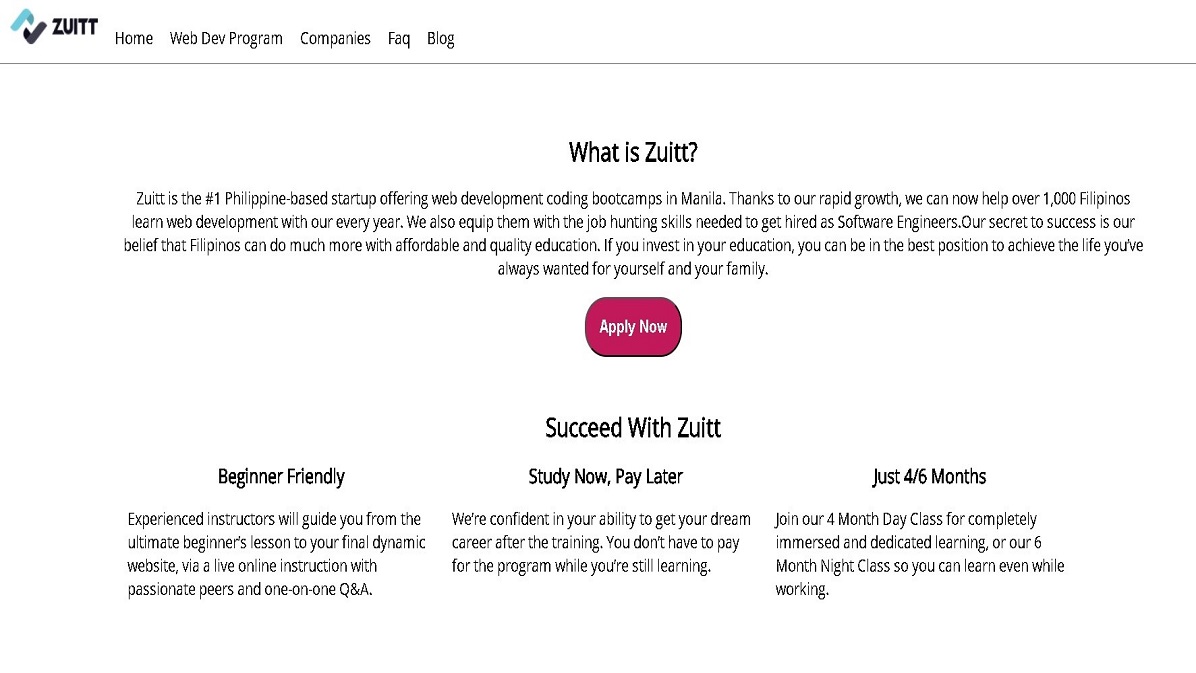 ZUITT
Home Web Dev Program Companies Faq Blog
What is Zuitt?
Zuitt is the #1 Philippine-based startup offering web development coding bootcamps in Manila. Thanks to our rapid growth, we can now help over 1,000 Filipinos
learn web development with our every year. We also equip them with the job hunting skills needed to get hired as Software Engineers.Our secret to success is our
belief that Filipinos can do much more with affordable and quality education. If you invest in your education, you can be in the best position to achieve the life you've
always wanted for yourself and your family.
Apply Now
Succeed With Zuitt
Beginner Friendly
Experienced instructors will guide you from the
ultimate beginner's lesson to your final dynamic
website, via a live online instruction with
passionate peers and one-on-one Q&A.
Study Now, Pay Later
We're confident in your ability to get your dream
career after the training. You don't have to pay
for the program while you're still learning.
Just 4/6 Months
Join our 4 Month Day Class for completely
immersed and dedicated learning, or our 6
Month Night Class so you can learn even while
working.